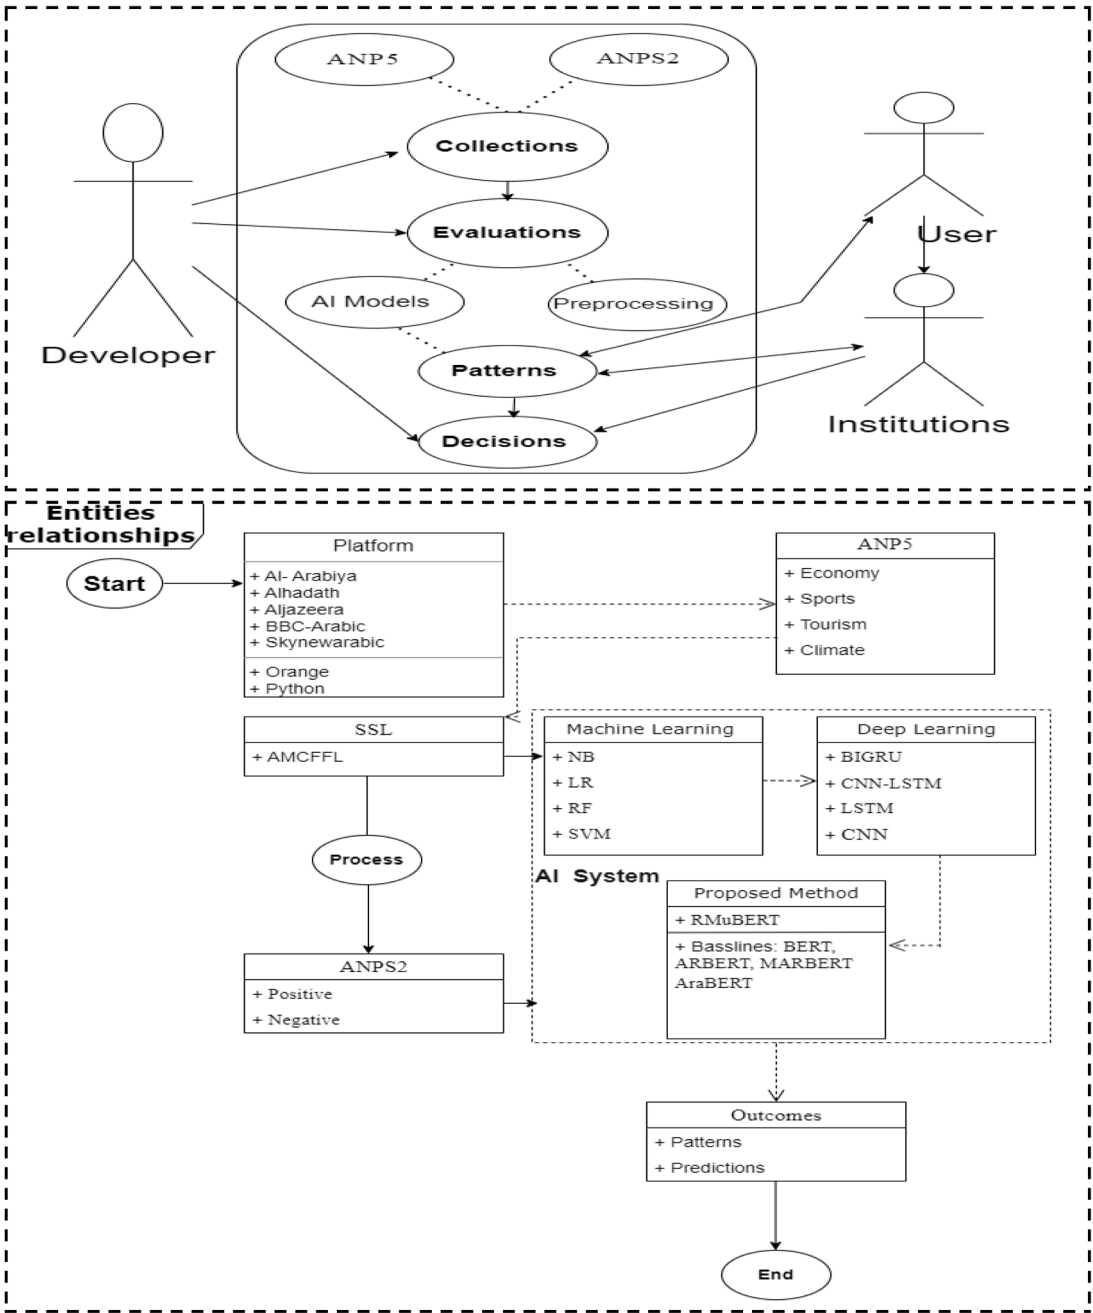 ANP5
ANPS2
Collections
Evaluations
AI Models
Preprocessing
Patterns
Decisions
Developer
User
Institutions
Entities
relationships
Start
Platform
+ Al- Arabiya
+ Alhadath
+ Aljazeera
+ BBC-Arabic
+ Skynewarabic
+ Orange
+ Python
ANP5
+ Economy
+ Sports
+ Tourism
+ Climate
SSL
+ AMCFFL
Machine Learning
+ NB
+ LR
+ RF
+ SVM
Deep Learning
+ BIGRU
+ CNN-LSTM
+ LSTM
+ CNN
Process
AI System
Proposed Method
+ RMuBERT
+ Basslines: BERT,
ARBERT, MARBERT
AraBERT
ANPS2
+ Positive
+ Negative
Outcomes
+ Patterns
+ Predictions
End